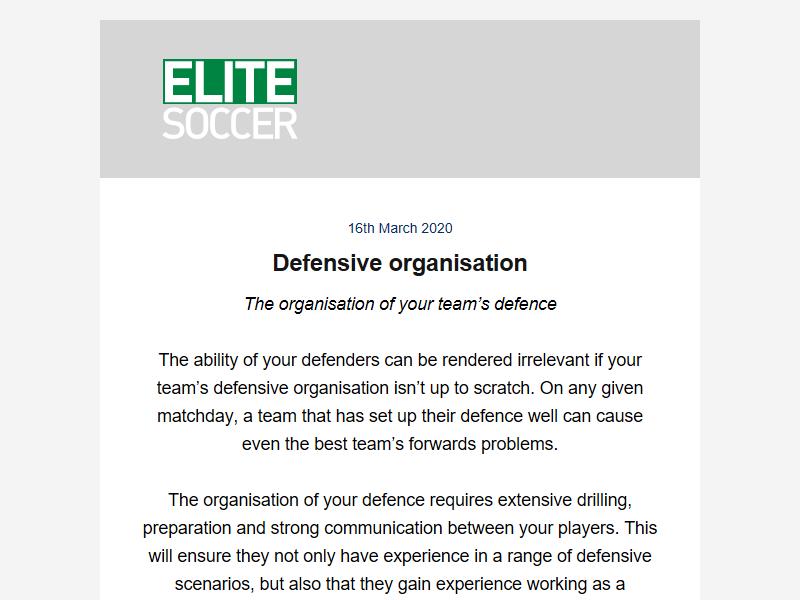 ELITE
SOCCER
16th March 2020
Defensive organisation
The organisation of your team’s defence
The ability of your defenders can be rendered irrelevant if your
team’s defensive organisation isn’t up to scratch. On any given
matchday, a team that has set up their defence well can cause
even the best team’s forwards problems.
The organisation of your defence requires extensive drilling,
preparation and strong communication between your players. This
will ensure they not only have experience in a range of defensive
scenarios, but also that they gain experience working as a